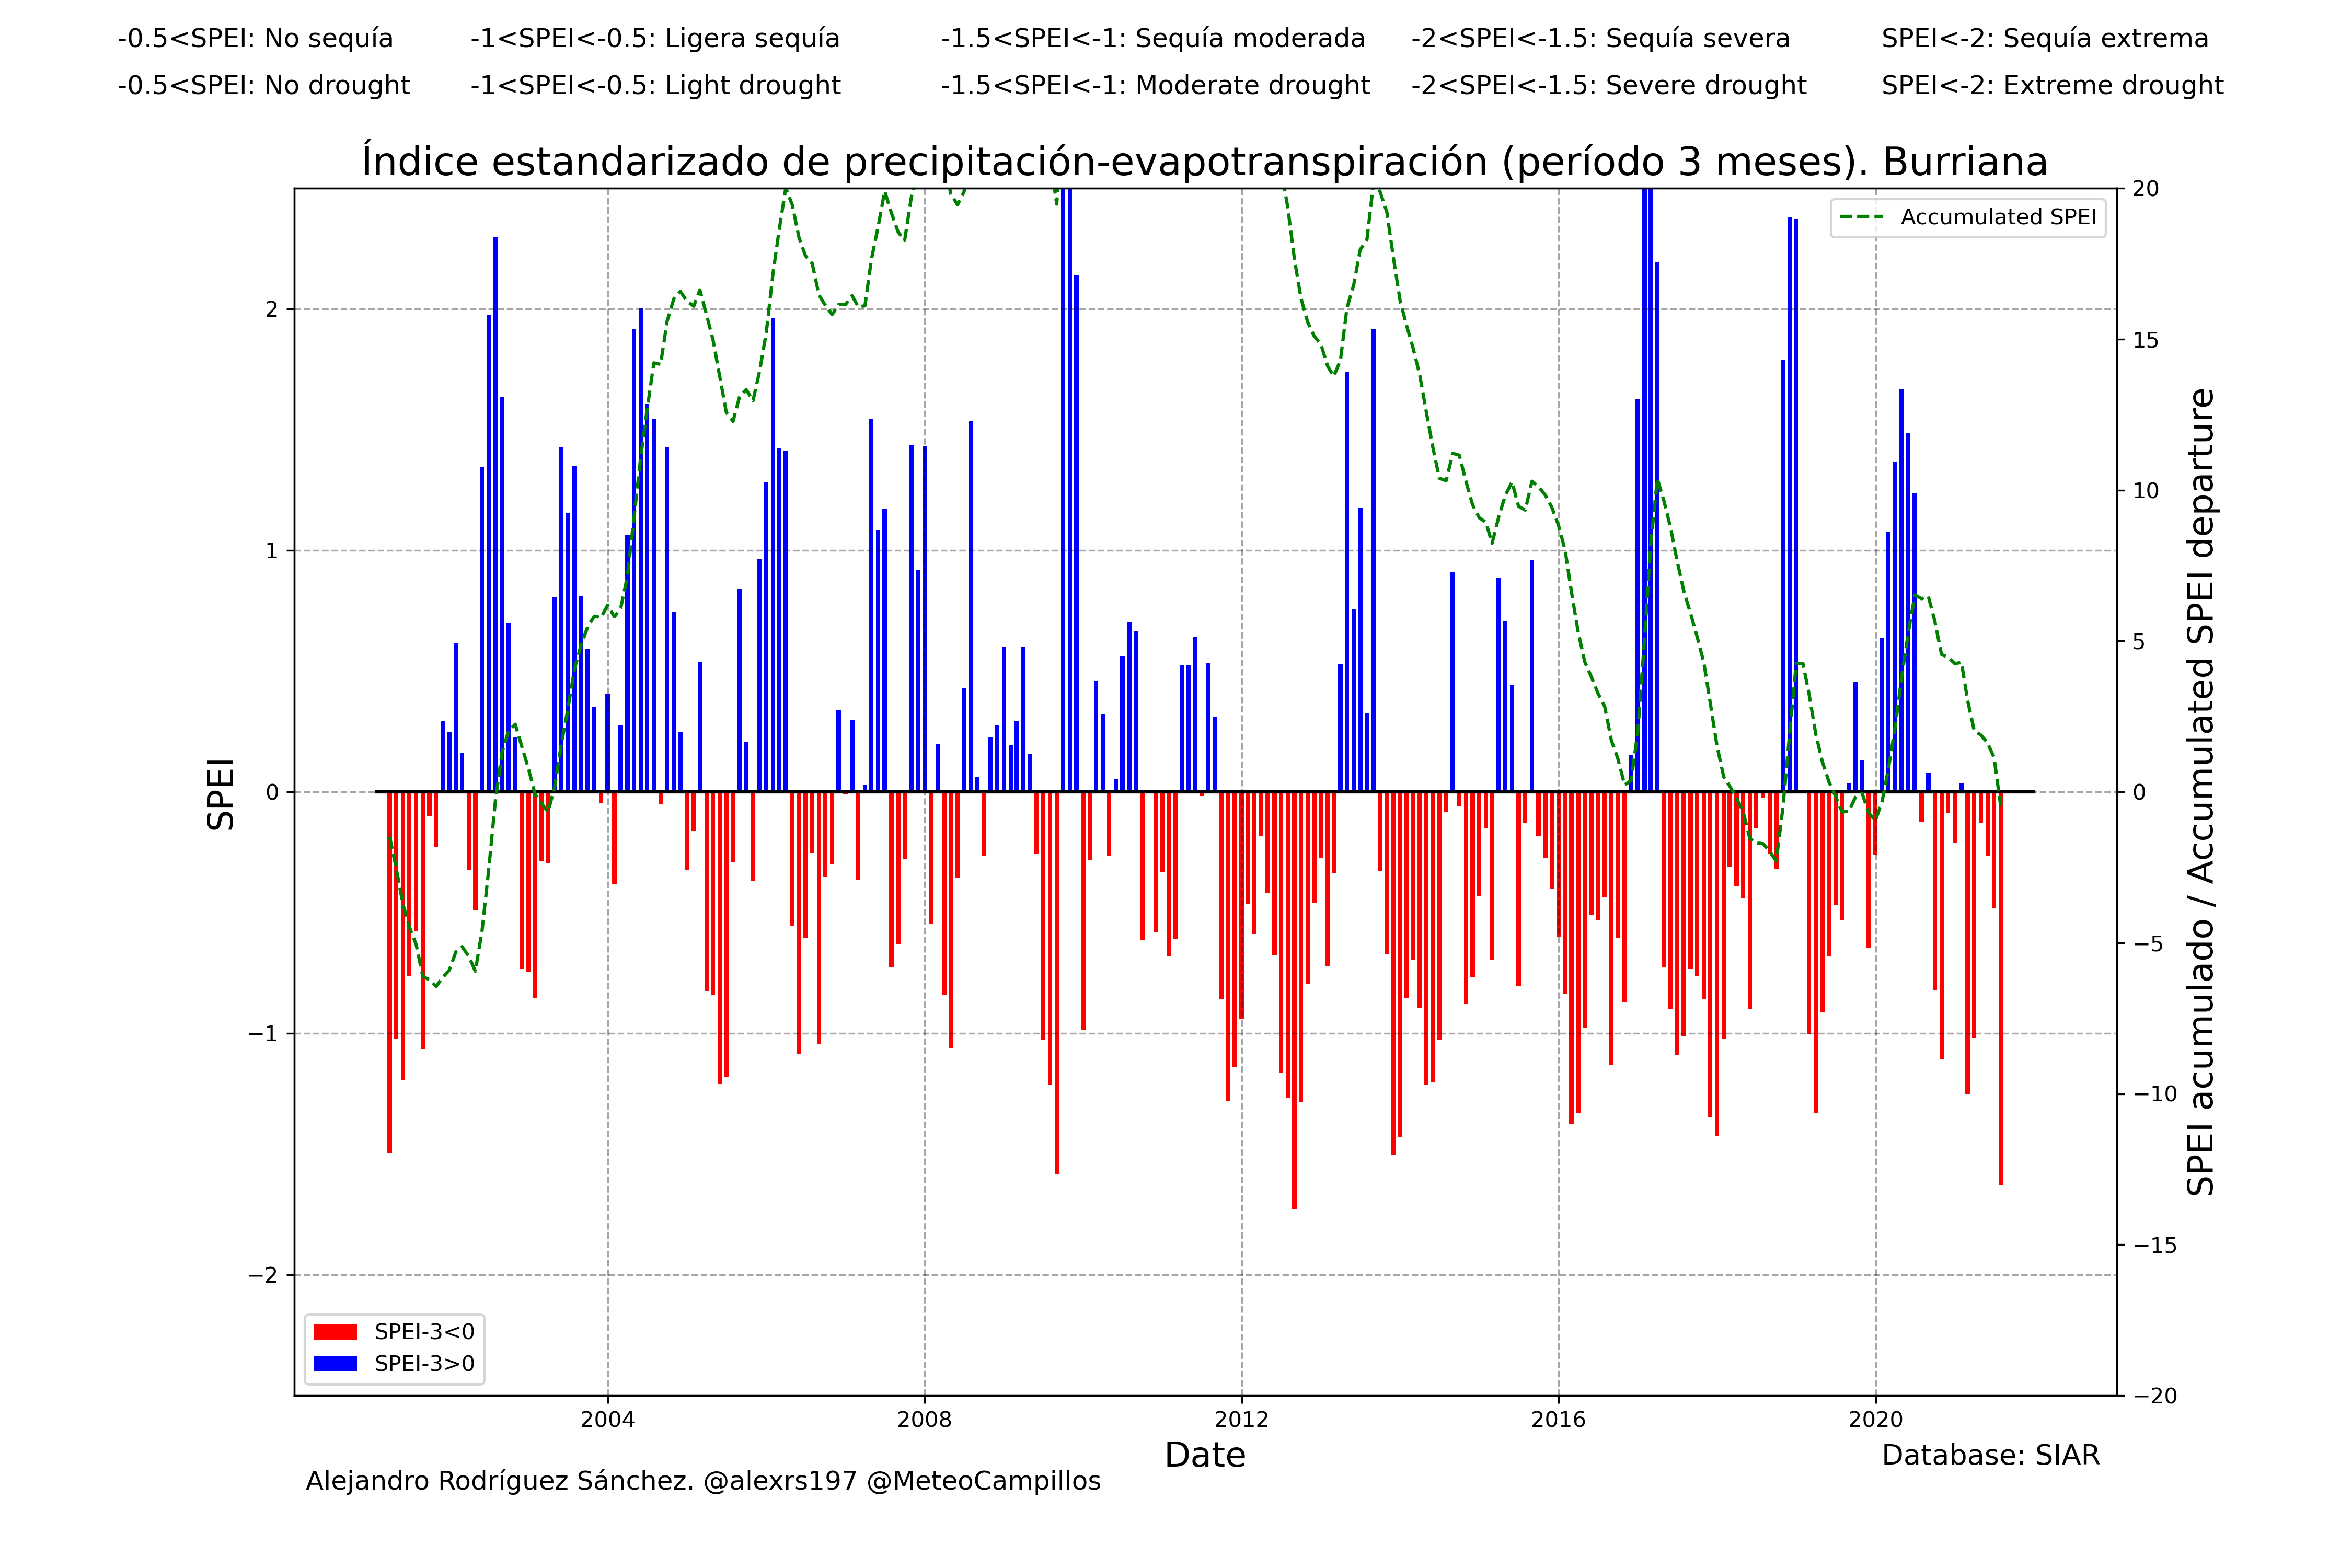 -0.5<SPEI: No sequía -1<SPEI<-0.5: Ligera sequía -1.5<SPEI<-1: Sequía moderada -2<SPEI<-1.5: Sequía severa SPEI<-2: Sequía extrema
-0.5<SPEI: No drought -1<SPEI<-0.5: Light drought -1.5<SPEI<-1: Moderate drought -2<SPEI<-1.5: Severe drought SPEI<-2: Extreme drought
Índice estandarizado de precipitación-evapotranspiración (período 3 meses). Burriana
Accumulated SPEI
2
1
0
−1
−2
SPEI
20
15
10
5
0
−5
−10
−15
−20
SPEI acumulado / Accumulated SPEI departure
SPEI-3<0
SPEI-3>0
2004 2008 2012 2016 2020
Date
Database: SIAR
Alejandro Rodríguez Sánchez. @alexrs197 @MeteoCampillos